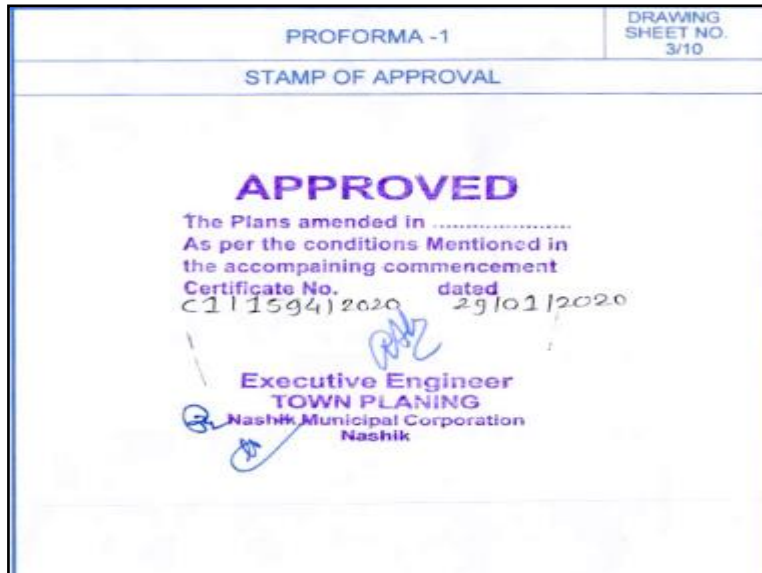 PROFORMA -1
DRAWING
SHEET NO.
3/10
STAMP OF APPROVAL
APPROVED
The Plans amended in ......................
As per the conditions Mentioned in
the accompaining commencement
Certificate No. dated
C1/1594/2020 29/01/2020
Executive Engineer
TOWN PLANING
Nashik Municipal Corporation
Nashik